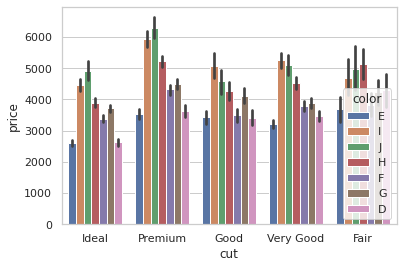 6000
5000
4000
3000
2000
1000
0
price
Ideal
Premium
Good
Very Good
Fair
cut
color
E
I
J
H
F
G
D